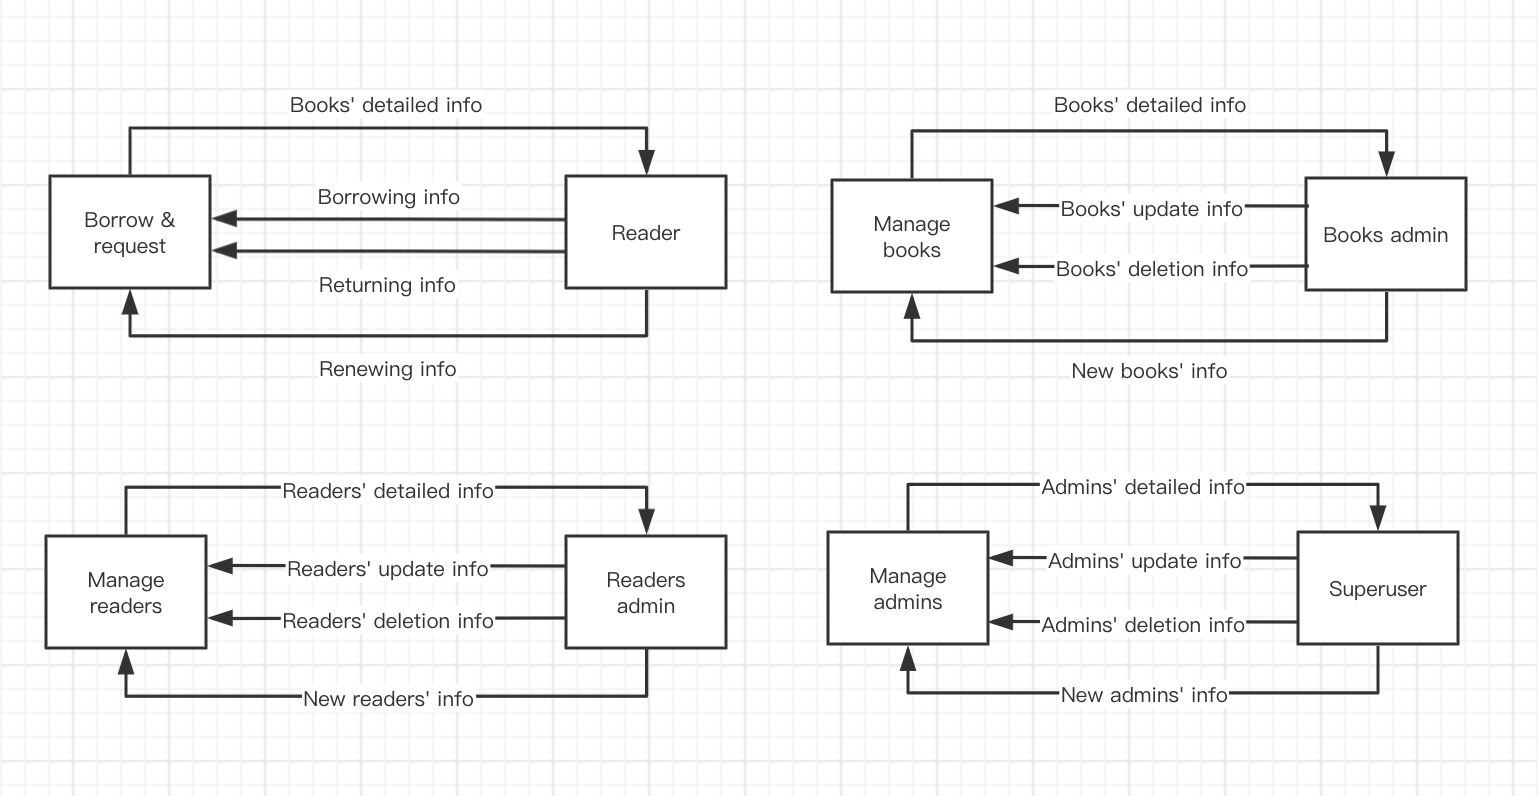 Books' detailed info
Borrow &
request
Borrowing info
Returning info
Reader
Renewing info
Books' detailed info
Manage
books
Books' update info
Books' deletion info
Books admin
New books' info
Readers' detailed info
Manage
readers
Readers' update info
Readers' deletion info
Readers
admin
New readers' info
Admins' detailed info
Manage
admins
Admins' update info
Admins' deletion info
Superuser
New admins' info